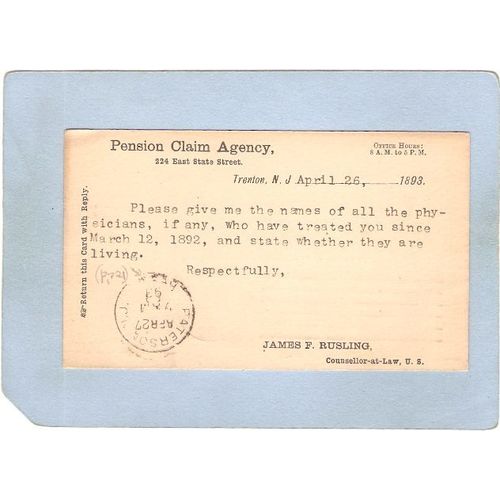 Pension Claim Agency,
224 East State Street.
OFFICE HOURS:
8 A. M. to 5 P. M.
Trenton, N. J April 26, 1893.
Please give me the names of all the phy-
sicians, if any, who have treated you since
March 12, 1892, and state whether they are
living.
Respectfully,
JAMES F. RUSLING,
Counsellor-at-Law, U. S.
Return this Card with Reply.
PATERSON
APR 27
93